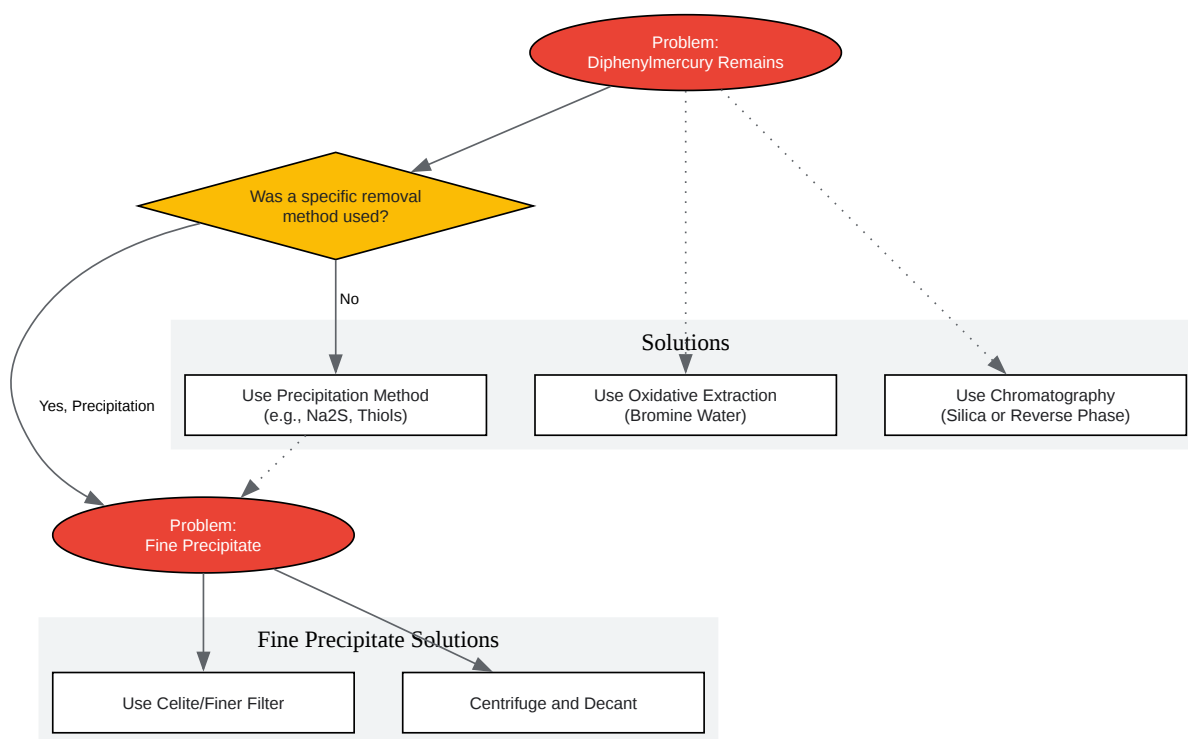 Problem:
Diphenylmercury Remains
Was a specific removal
method used?
No
Solutions
Use Precipitation Method
(e.g., Na2S, Thiols)
Use Oxidative Extraction
(Bromine Water)
Use Chromatography
(Silica or Reverse Phase)
Yes, Precipitation
Problem:
Fine Precipitate
Fine Precipitate Solutions
Use Celite/Finer Filter
Centrifuge and Decant